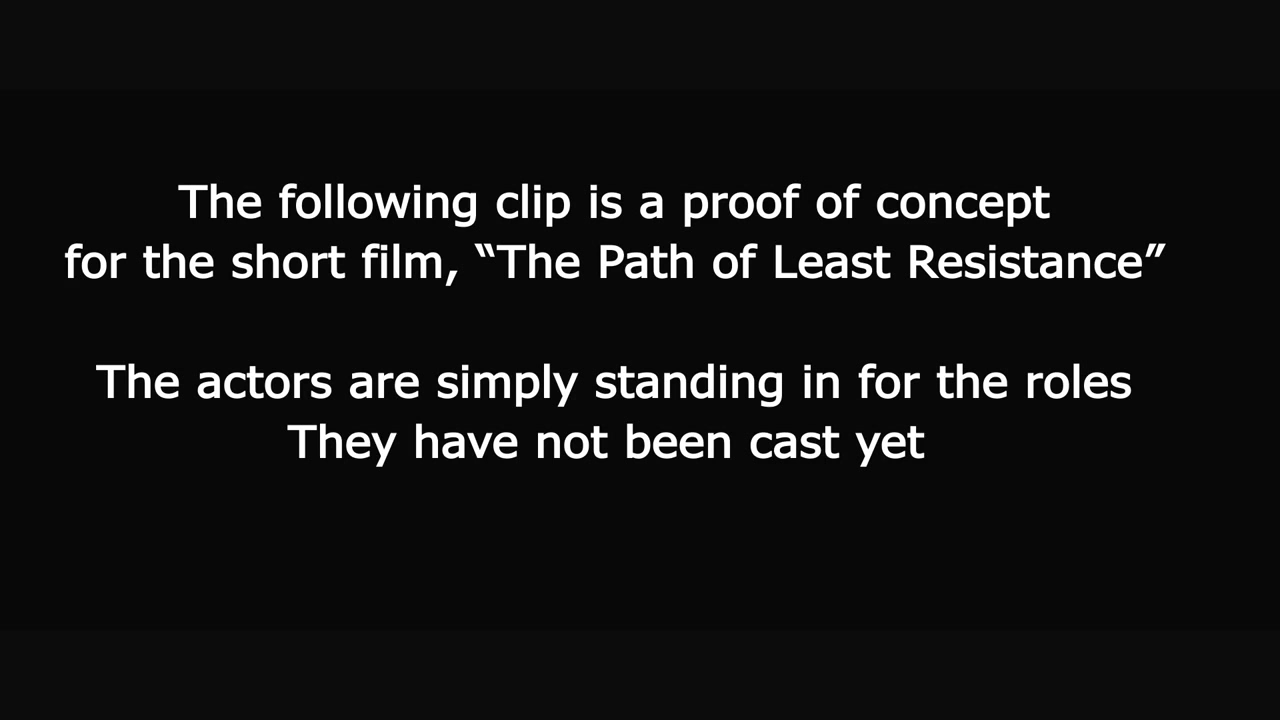 The following clip is a proof of concept
for the short film, “The Path of Least Resistance”
The actors are simply standing in for the roles
They have not been cast yet